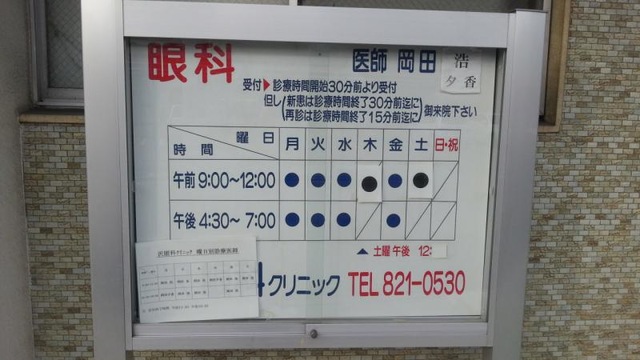 眼科
医師 岡田 浩
夕香
受付▶診療時間開始30分前より受付
但し(新患は診療時間終了30分前迄に
再診は診療時間終了15分前迄に)御来院下さい
曜日 時間 月 火 水 木 金 土 日・祝
午前 9:00～12:00 ● ● ● ● ● ●
午後 4:30～7:00 ● ● ● ●
▲ 土曜午後 12:
クリニック TEL 821-0530